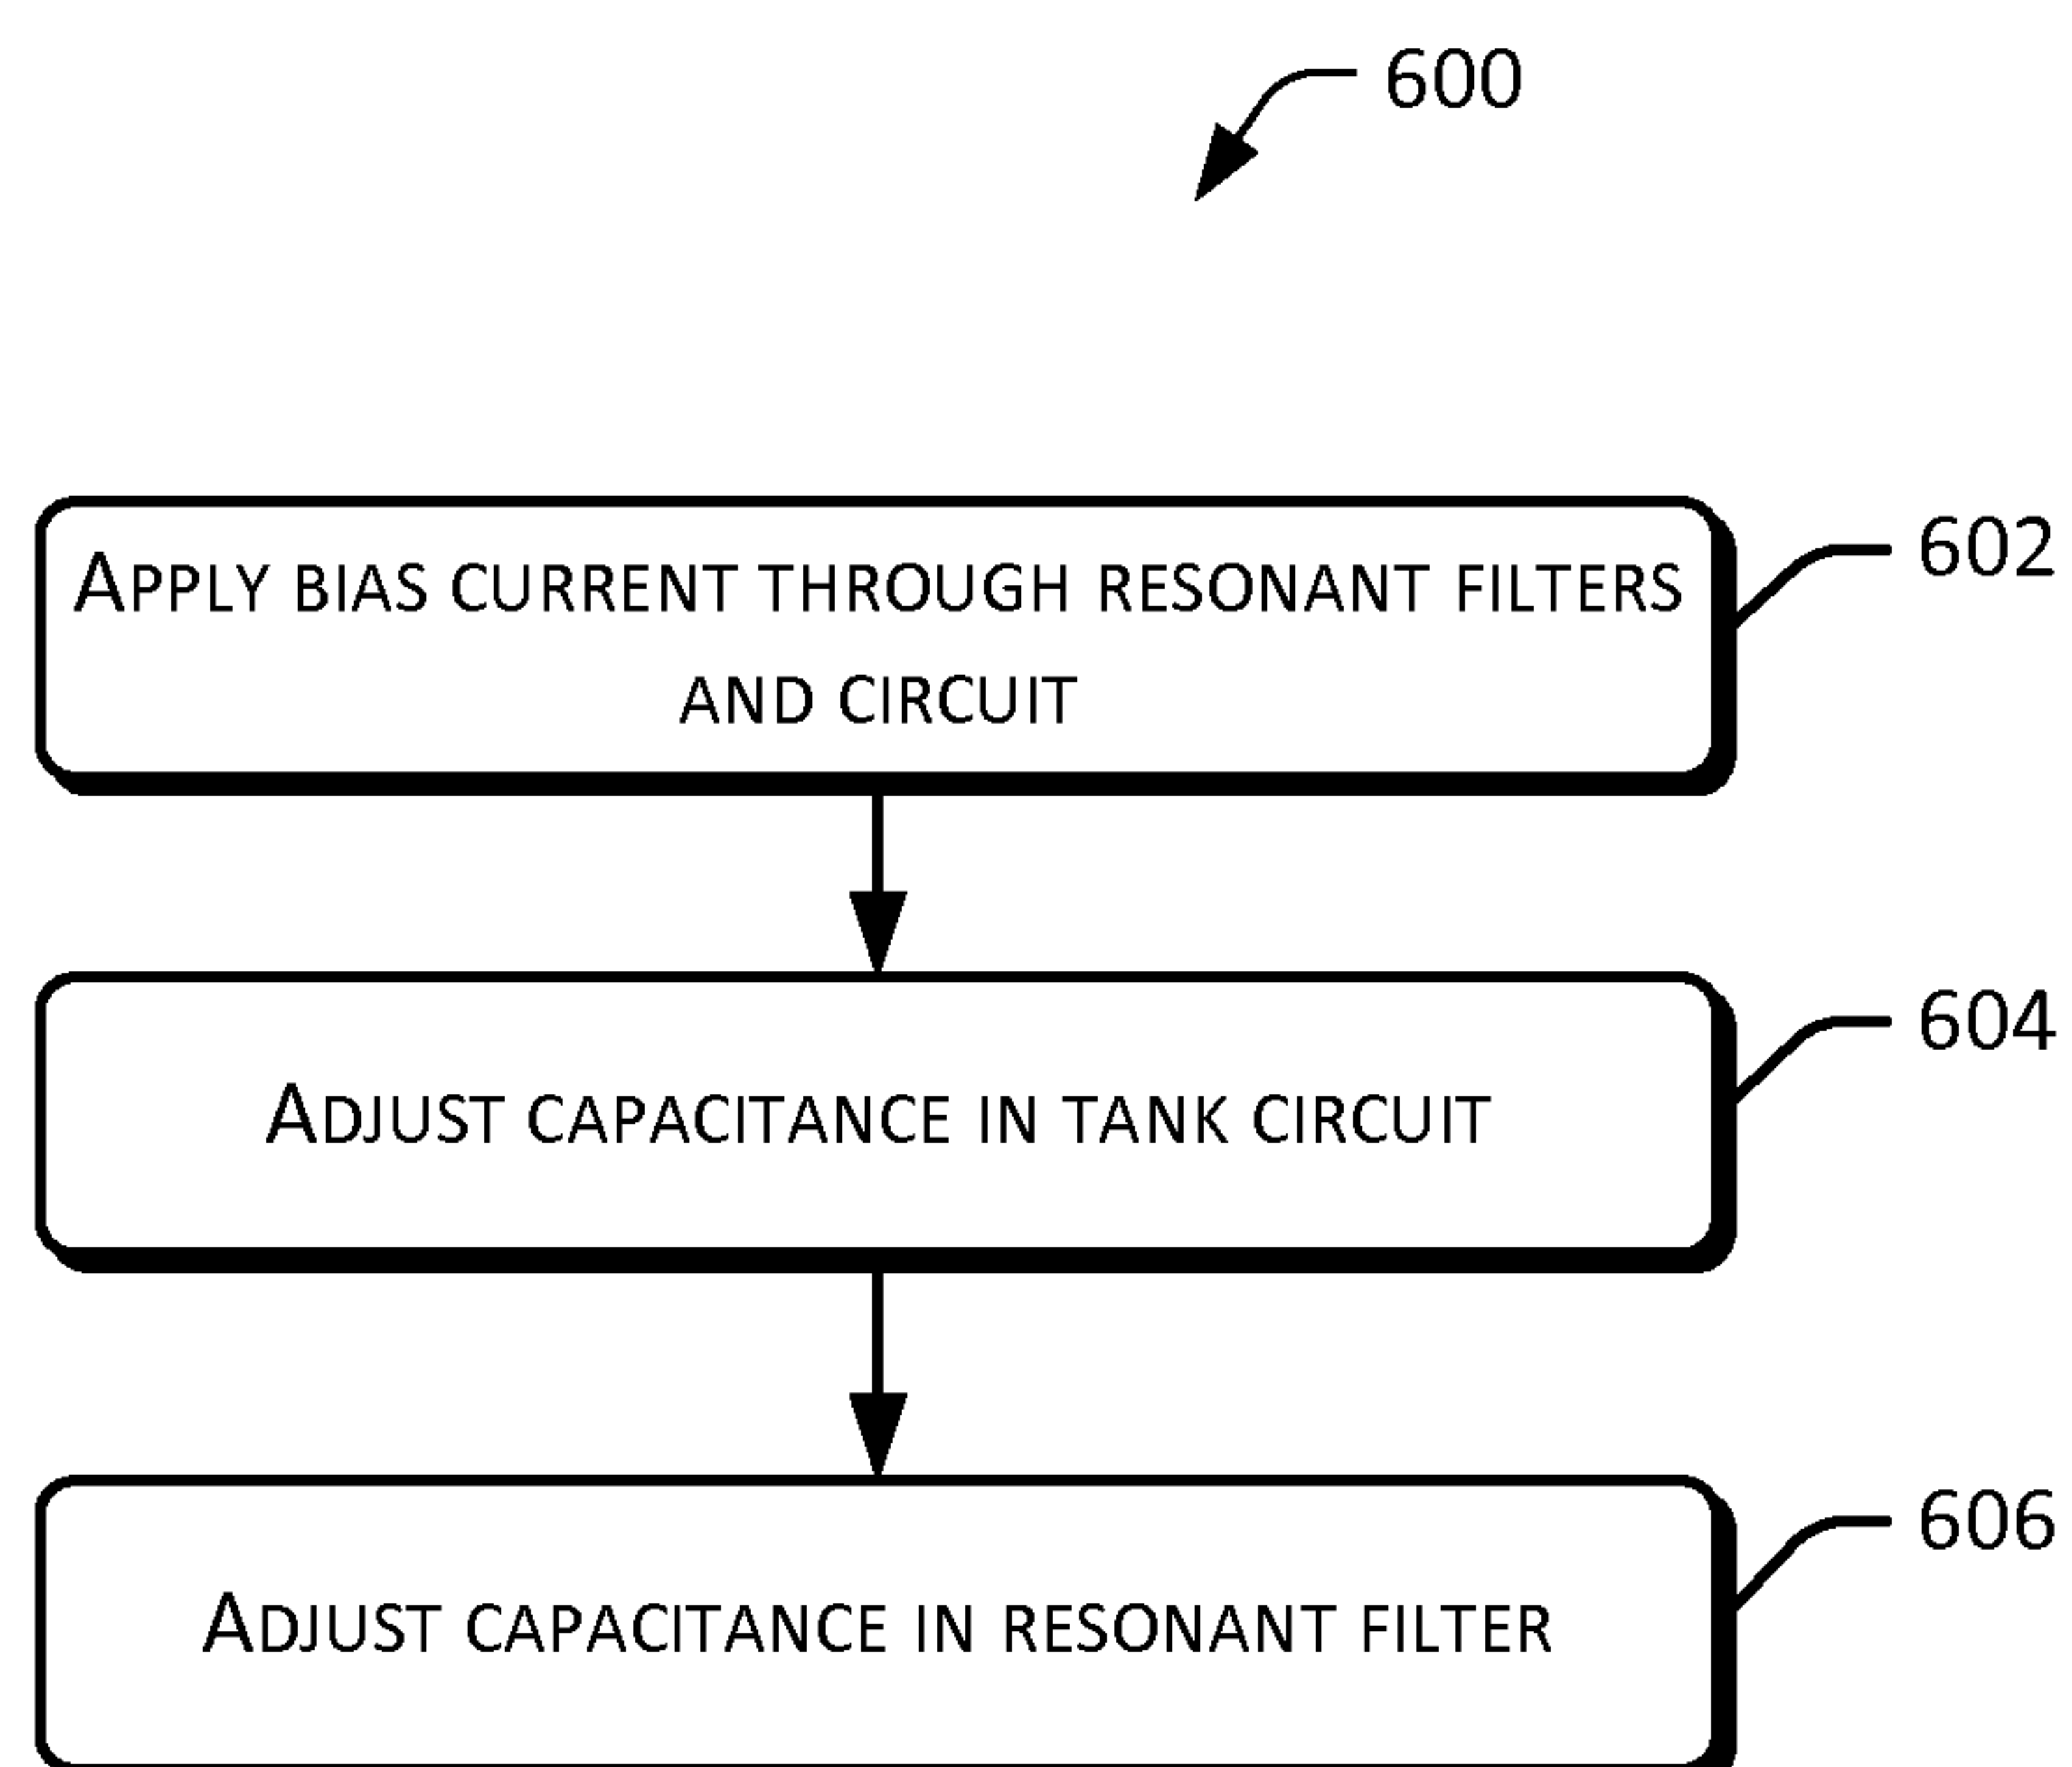 600
APPLY BIAS CURRENT THROUGH RESONANT FILTERS
AND CIRCUIT
602
ADJUST CAPACITANCE IN TANK CIRCUIT
604
ADJUST CAPACITANCE IN RESONANT FILTER
606